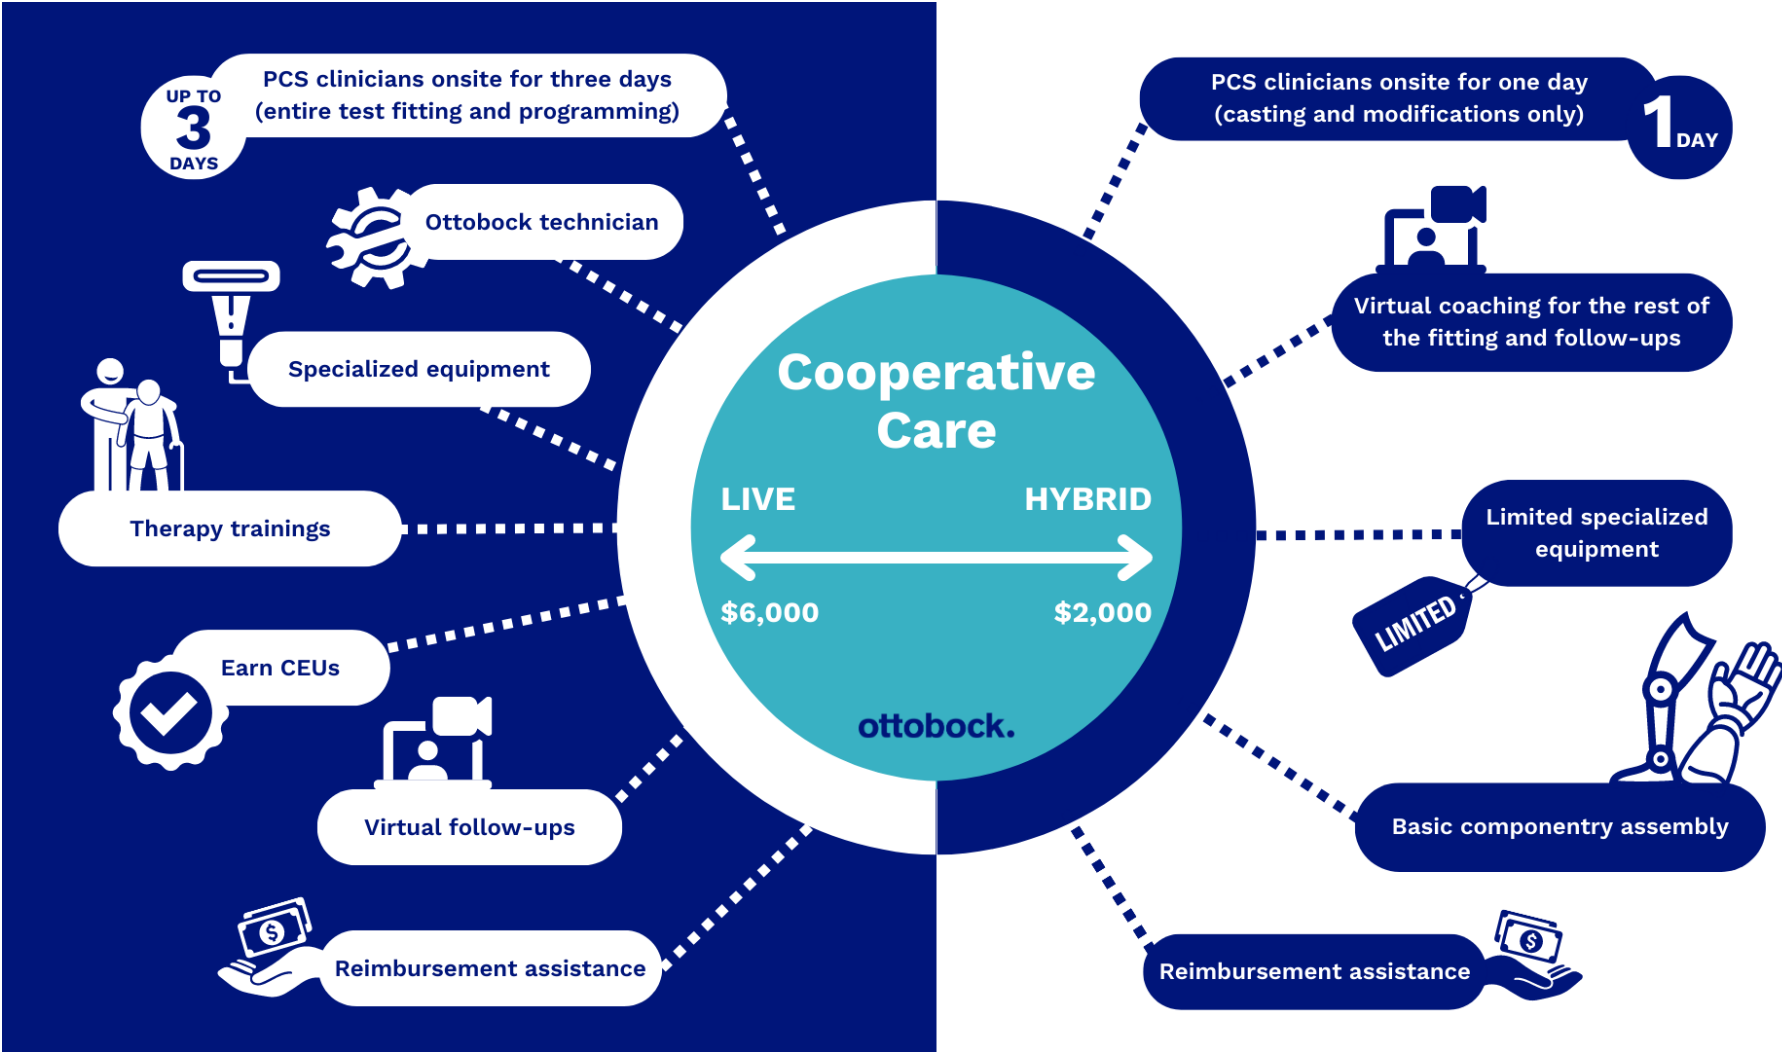 UP TO
3
DAYS
PCS clinicians onsite for three days
(entire test fitting and programming)
Ottobock technician
Specialized equipment
Therapy trainings
Earn CEUs
Virtual follow-ups
$
Reimbursement assistance
Cooperative
Care
LIVE
HYBRID
$6,000
$2,000
ottobock.
PCS clinicians onsite for one day
(casting and modifications only)
1 DAY
Virtual coaching for the rest of
the fitting and follow-ups
Limited specialized
equipment
LIMITED
Basic componentry assembly
Reimbursement assistance
$